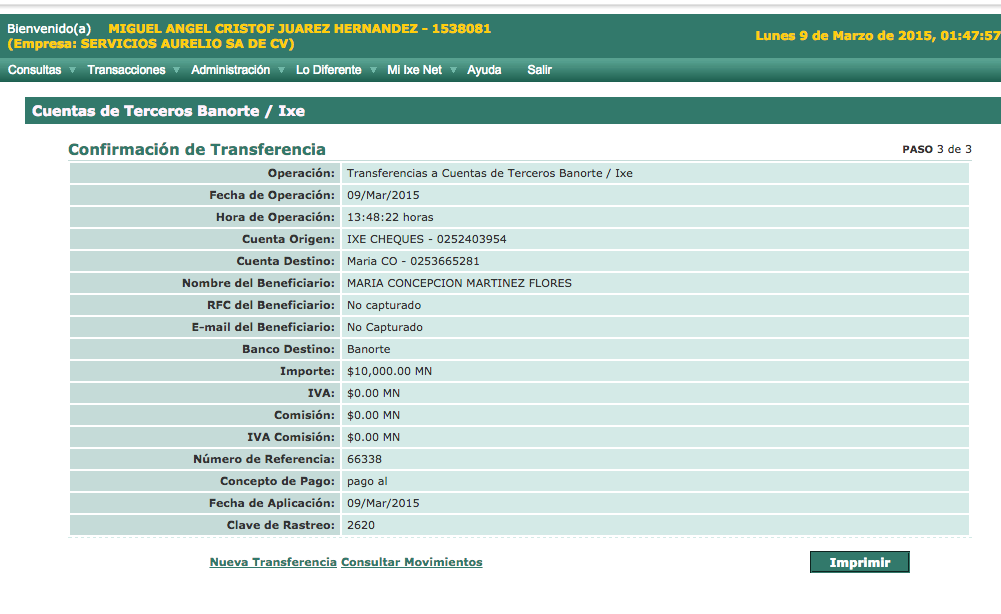 Bienvenido(a) MIGUEL ANGEL CRISTOF JUAREZ HERNANDEZ - 1538081
(Empresa: SERVICIOS AURELIO SA DE CV)
Lunes 9 de Marzo de 2015, 01:47:57
Consultas Transacciones Administración Lo Diferente Mi Ixe Net Ayuda Salir
Cuentas de Terceros Banorte / Ixe
Confirmación de Transferencia PASO 3 de 3
Operación: Transferencias a Cuentas de Terceros Banorte / Ixe
Fecha de Operación: 09/Mar/2015
Hora de Operación: 13:48:22 horas
Cuenta Origen: IXE CHEQUES - 0252403954
Cuenta Destino: Maria CO - 0253665281
Nombre del Beneficiario: MARIA CONCEPCION MARTINEZ FLORES
RFC del Beneficiario: No capturado
E-mail del Beneficiario: No Capturado
Banco Destino: Banorte
Importe: $10,000.00 MN
IVA: $0.00 MN
Comisión: $0.00 MN
IVA Comisión: $0.00 MN
Número de Referencia: 66338
Concepto de Pago: pago al
Fecha de Aplicación: 09/Mar/2015
Clave de Rastreo: 2620
Nueva Transferencia Consultar Movimientos Imprimir